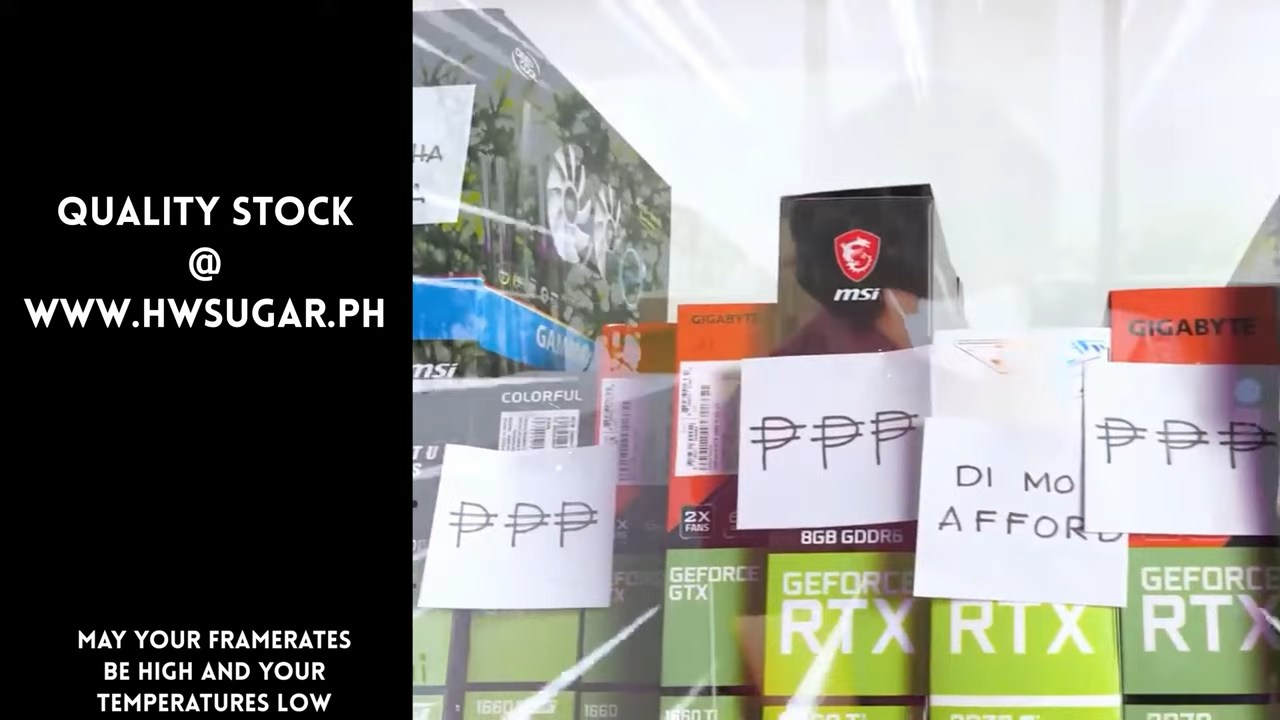 QUALITY STOCK
@
WWW.HWSUGAR.PH
MAY YOUR FRAMERATES
BE HIGH AND YOUR
TEMPERATURES LOW
msi
GIGABYTE
GIGABYTE
msi
COLORFUL
₱₱₱
₱₱₱
₱₱₱
DI MO
AFFORD
2X
FANS
8GB GDDR6
GEFORCE
GTX
GEFORCE
RTX
RTX
GEFORCE
RTX
1660
1660 Ti